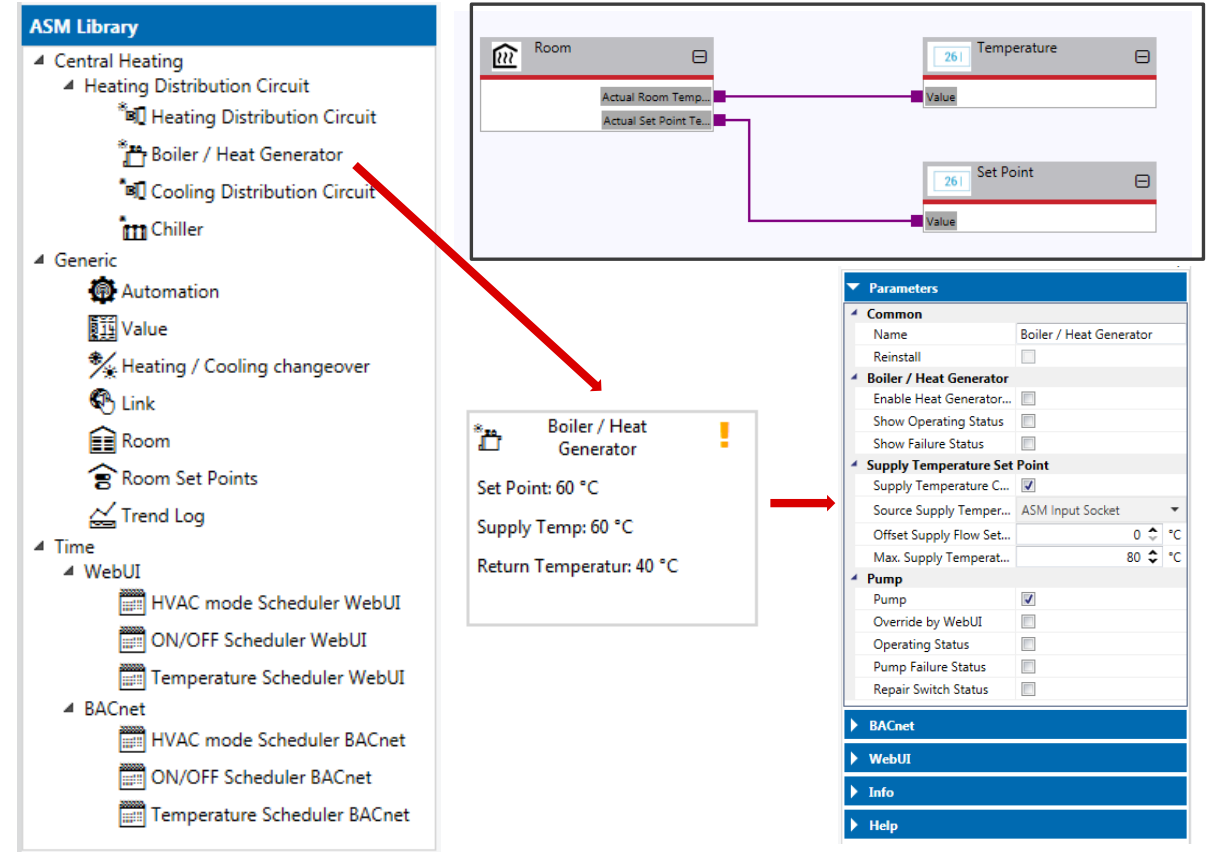 ASM Library
Central Heating
Heating Distribution Circuit
Heating Distribution Circuit
Boiler / Heat Generator
Cooling Distribution Circuit
Chiller
Generic
Automation
Value
Heating / Cooling changeover
Link
Room
Room Set Points
Trend Log
Time
WebUI
HVAC mode Scheduler WebUI
ON/OFF Scheduler WebUI
Temperature Scheduler WebUI
BACnet
HVAC mode Scheduler BACnet
ON/OFF Scheduler BACnet
Temperature Scheduler BACnet
Room
Actual Room Temp...
Actual Set Point Te...
26 Temperature
Value
26 Set Point
Value
Boiler / Heat
Generator
!
Set Point: 60 °C
Supply Temp: 60 °C
Return Temperatur: 40 °C
Parameters
Common
Name Boiler / Heat Generator
Reinstall
Boiler / Heat Generator
Enable Heat Generator...
Show Operating Status
Show Failure Status
Supply Temperature Set Point
Supply Temperature C...
Source Supply Temper... ASM Input Socket
Offset Supply Flow Set... 0 °C
Max. Supply Temperat... 80 °C
Pump
Pump
Override by WebUI
Operating Status
Pump Failure Status
Repair Switch Status
BACnet
WebUI
Info
Help